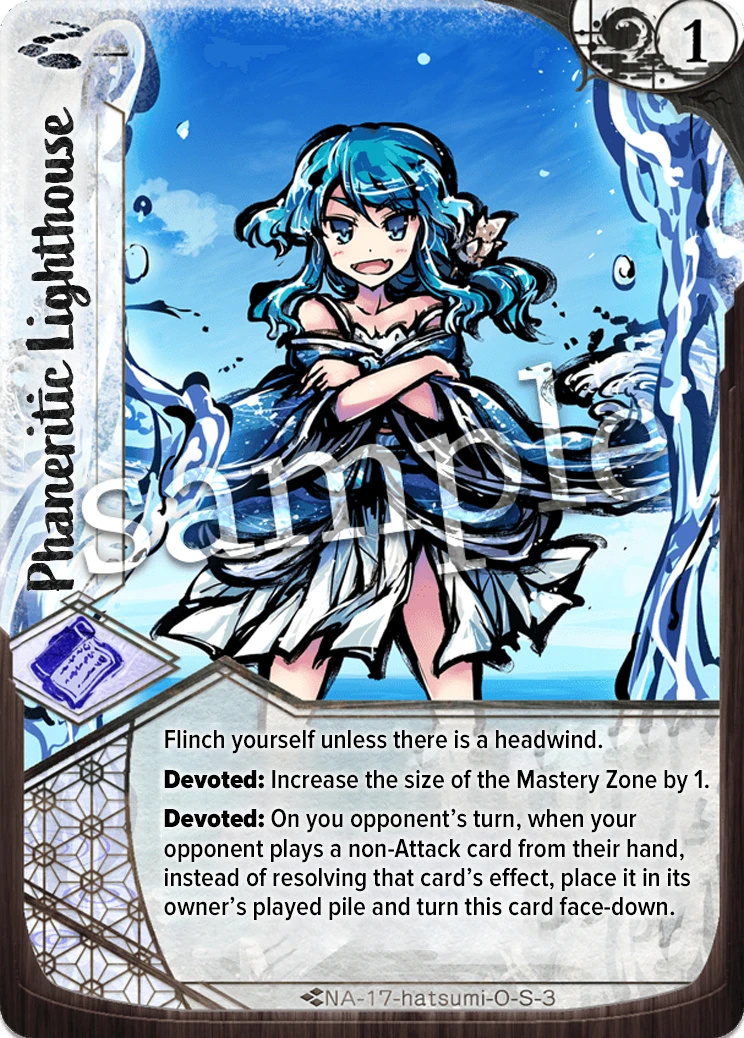 1
Phaneritic Lighthouse
sample
Flinch yourself unless there is a headwind.
Devoted: Increase the size of the Mastery Zone by 1.
Devoted: On you opponent's turn, when your
opponent plays a non-Attack card from their hand,
instead of resolving that card's effect, place it in its
owner's played pile and turn this card face-down.
NA-17-hatsumi-O-S-3